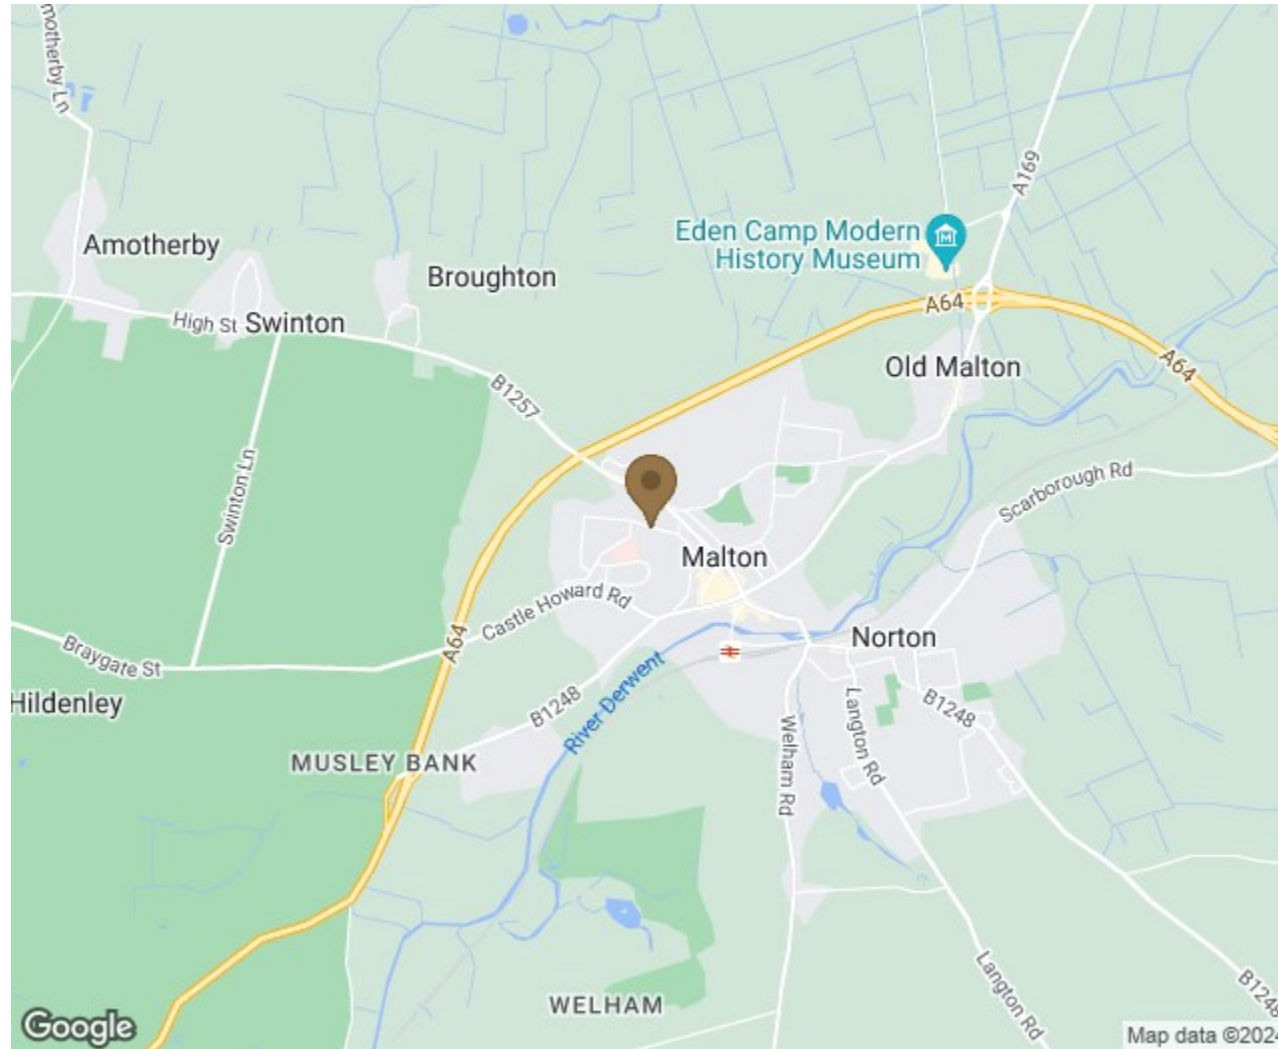 motherby Ln
A169
Eden Camp Modern
History Museum
Amotherby
Broughton
High St
Swinton
A64
A64
Old Malton
B1257
Swinton Ln
Scarborough Rd
Malton
Castle Howard Rd
A64
Norton
Braygate St
Hildenley
B1248
River Derwent
Langton Rd
B1248
Welham Rd
MUSLEY BANK
WELHAM
Langton Rd
B1248
Google
Map data ©2024